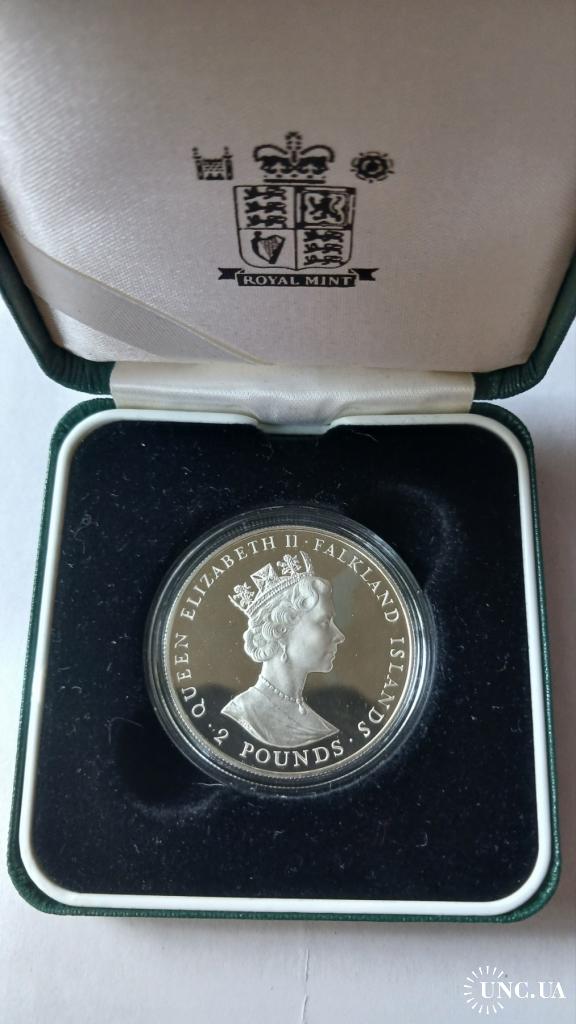 ROYAL MINT
QUEEN ELIZABETH II · FALKLAND ISLANDS
· 2 POUNDS ·
UNC.UA